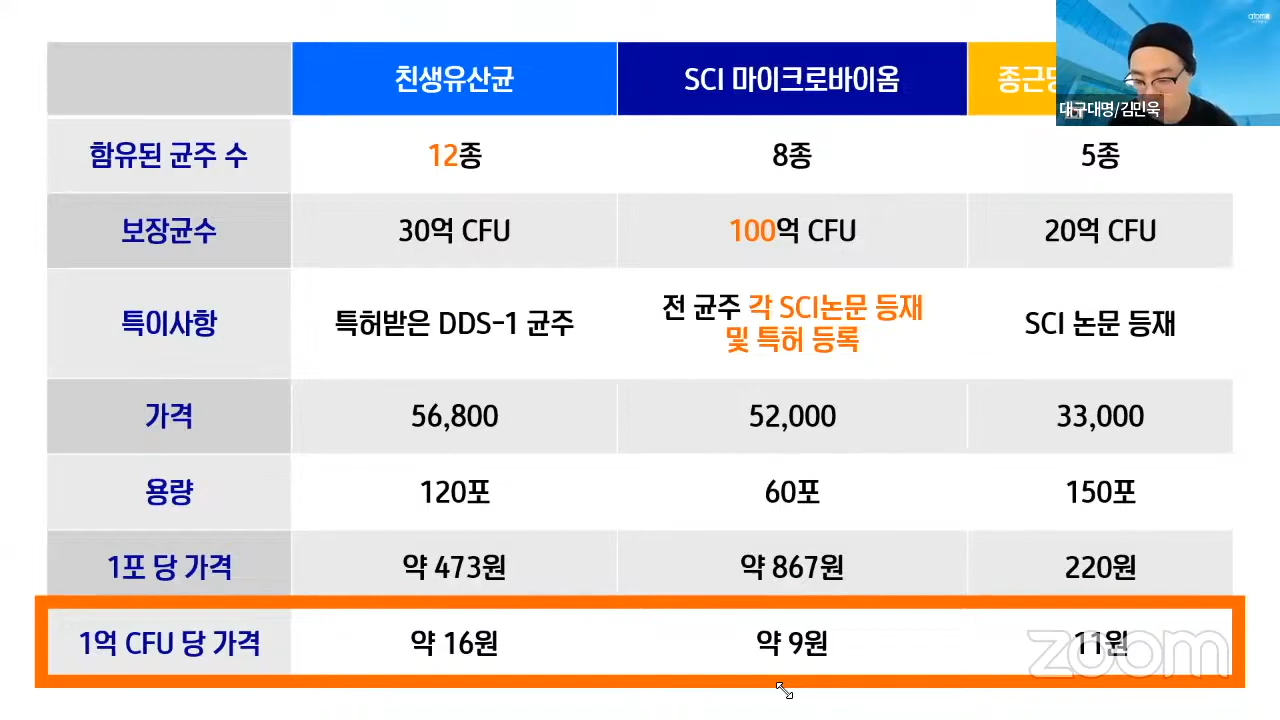 친생유산균 SCI 마이크로바이옴 종근당
함유된 균주 수 12종 8종 5종
보장균수 30억 CFU 100억 CFU 20억 CFU
특이사항 특허받은 DDS-1 균주 전 균주 각 SCI논문 등재
및 특허 등록 SCI 논문 등재
가격 56,800 52,000 33,000
용량 120포 60포 150포
1포 당 가격 약 473원 약 867원 220원
1억 CFU 당 가격 약 16원 약 9원 11원
atomy
대구대명/김민욱
zoom